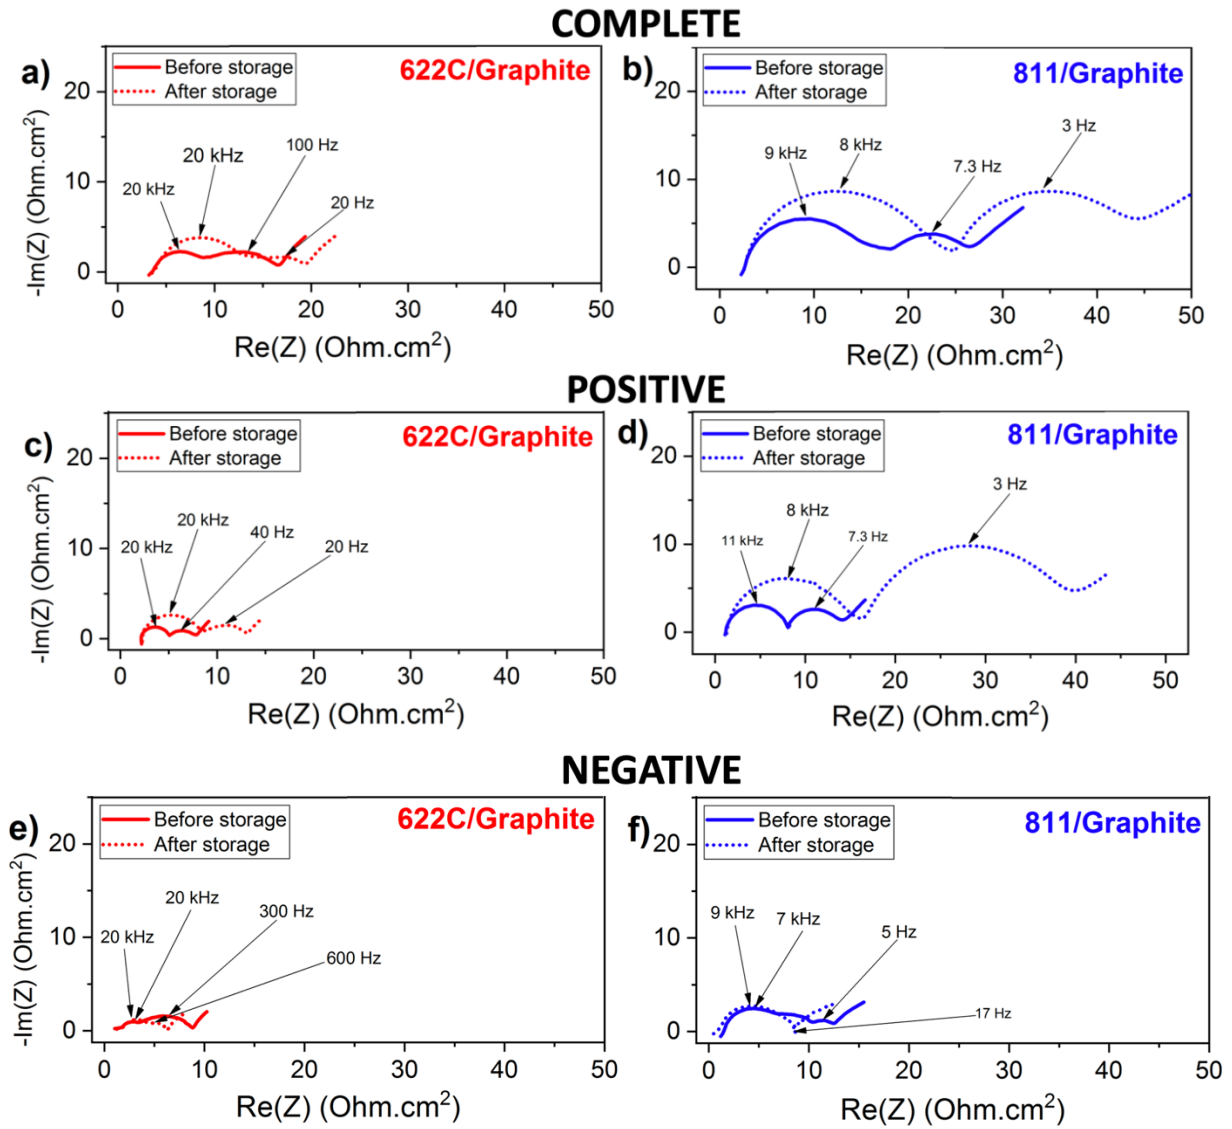 COMPLETE
a)
Before storage
After storage
622C/Graphite
20 kHz
20 kHz
100 Hz
20 Hz
20
10
0
-Im(Z) (Ohm.cm²)
0 10 20 30 40 50
Re(Z) (Ohm.cm²)
b)
Before storage
After storage
811/Graphite
9 kHz
8 kHz
7.3 Hz
3 Hz
20
10
0
0 10 20 30 40 50
Re(Z) (Ohm.cm²)
POSITIVE
c)
Before storage
After storage
622C/Graphite
20 kHz
20 kHz
40 Hz
20 Hz
20
10
0
-Im(Z) (Ohm.cm²)
0 10 20 30 40 50
Re(Z) (Ohm.cm²)
d)
Before storage
After storage
811/Graphite
11 kHz
8 kHz
7.3 Hz
3 Hz
20
10
0
0 10 20 30 40 50
Re(Z) (Ohm.cm²)
NEGATIVE
e)
Before storage
After storage
622C/Graphite
20 kHz
20 kHz
300 Hz
600 Hz
20
10
0
-Im(Z) (Ohm.cm²)
0 10 20 30 40 50
Re(Z) (Ohm.cm²)
f)
Before storage
After storage
811/Graphite
9 kHz
7 kHz
5 Hz
17 Hz
20
10
0
0 10 20 30 40 50
Re(Z) (Ohm.cm²)